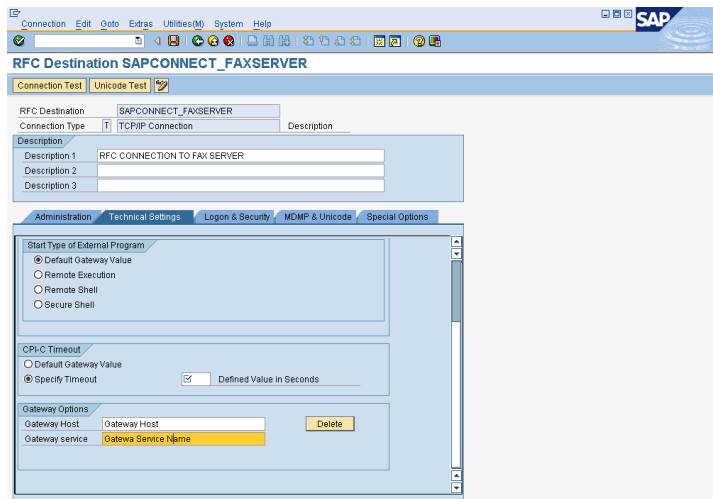 Connection Edit Goto Extras Utilities(M) System Help
SAP
RFC Destination SAPCONNECT_FAXSERVER
Connection Test Unicode Test
RFC Destination SAPCONNECT_FAXSERVER
Connection Type T TCP/IP Connection Description
Description
Description 1 RFC CONNECTION TO FAX SERVER
Description 2
Description 3
Administration Technical Settings Logon & Security MDMP & Unicode Special Options
Start Type of External Program
Default Gateway Value
Remote Execution
Remote Shell
Secure Shell
CPI-C Timeout
Default Gateway Value
Specify Timeout Defined Value in Seconds
Gateway Options
Gateway Host Gateway Host Delete
Gateway service Gatewa Service Name